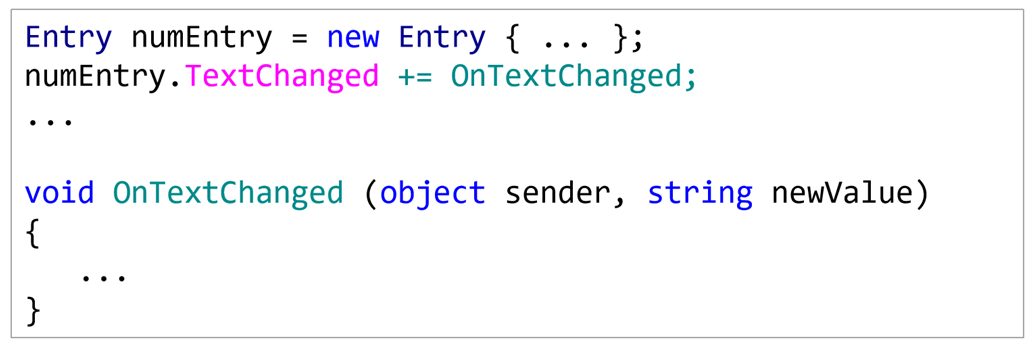 Entry numEntry = new Entry { ... };
numEntry.TextChanged += OnTextChanged;
...
void OnTextChanged (object sender, string newValue)
{
...
}